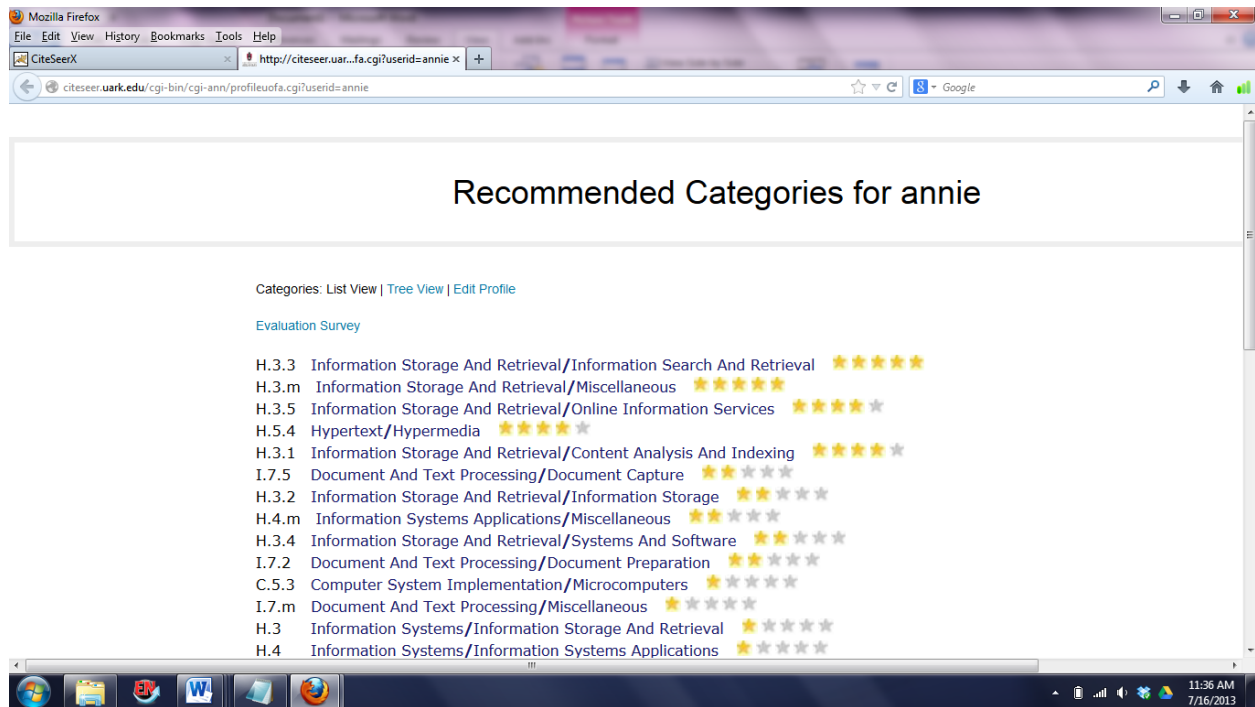 Mozilla Firefox
File Edit View History Bookmarks Tools Help
CiteSeerX × http://citeseer.uar...fa.cgi?userid=annie × +
citeseer.uark.edu/cgi-bin/cgi-ann/profileuofa.cgi?userid=annie 8 Google
Recommended Categories for annie
Categories: List View | Tree View | Edit Profile
Evaluation Survey
H.3.3 Information Storage And Retrieval/Information Search And Retrieval
H.3.m Information Storage And Retrieval/Miscellaneous
H.3.5 Information Storage And Retrieval/Online Information Services
H.5.4 Hypertext/Hypermedia
H.3.1 Information Storage And Retrieval/Content Analysis And Indexing
I.7.5 Document And Text Processing/Document Capture
H.3.2 Information Storage And Retrieval/Information Storage
H.4.m Information Systems Applications/Miscellaneous
H.3.4 Information Storage And Retrieval/Systems And Software
I.7.2 Document And Text Processing/Document Preparation
C.5.3 Computer System Implementation/Microcomputers
I.7.m Document And Text Processing/Miscellaneous
H.3 Information Systems/Information Storage And Retrieval
H.4 Information Systems/Information Systems Applications
11:36 AM
7/16/2013